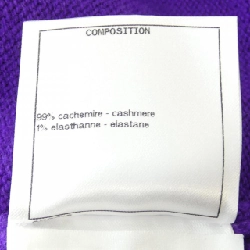 COMPOSITION
99% cachemire - cashmere
1% elasthanne - elastane